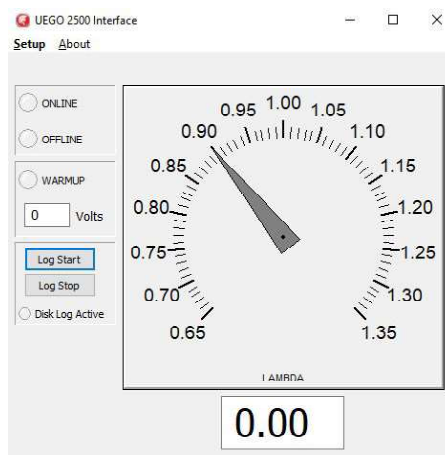 UEGO 2500 Interface
Setup About
ONLINE
OFFLINE
WARMUP
0 Volts
Log Start
Log Stop
Disk Log Active
0.65
0.70
0.75
0.80
0.85
0.90
0.95
1.00
1.05
1.10
1.15
1.20
1.25
1.30
1.35
LAMBDA
0.00